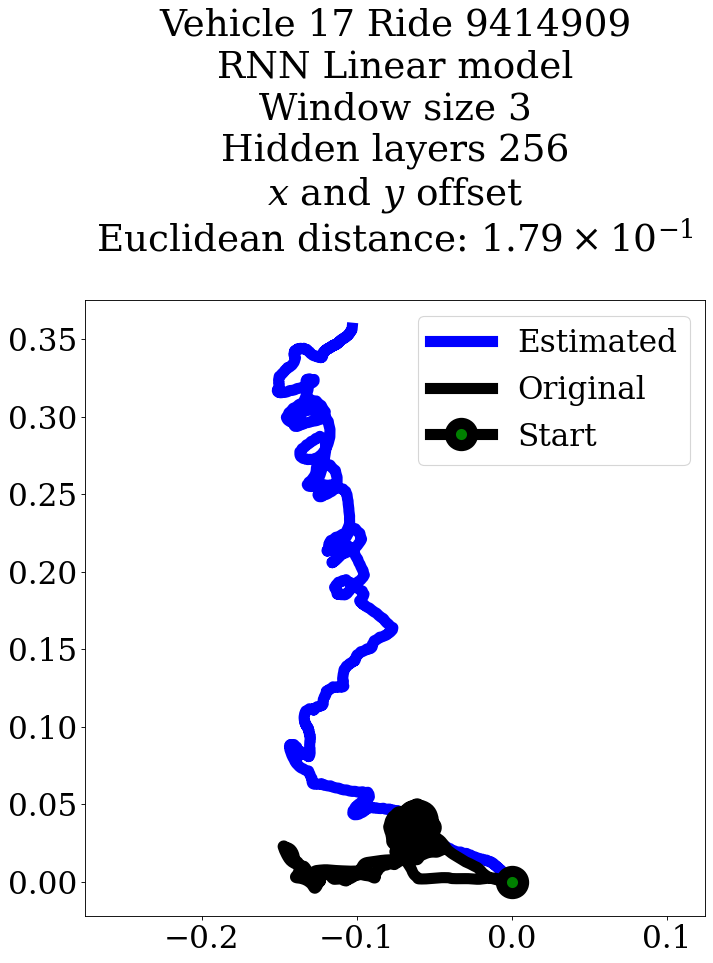 Vehicle 17 Ride 9414909
RNN Linear model
Window size 3
Hidden layers 256
x and y offset
Euclidean distance: 1.79 × 10⁻¹
Estimated
Original
Start
0.35
0.30
0.25
0.20
0.15
0.10
0.05
0.00
−0.2 −0.1 0.0 0.1